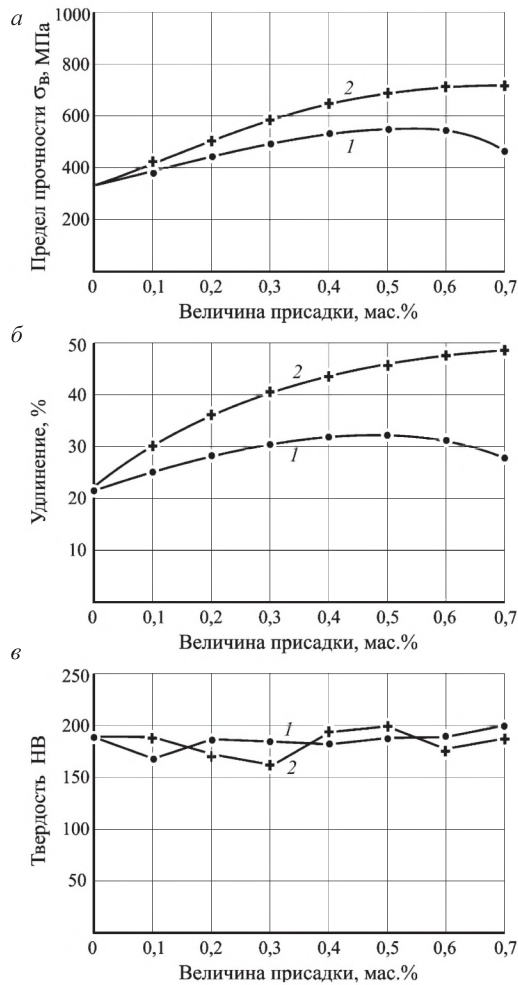 а
Предел прочности σв, МПа
1000
800
600
400
200
2
1
0 0,1 0,2 0,3 0,4 0,5 0,6 0,7
Величина присадки, мас.%
б
Удлинение, %
50
40
30
20
10
2
1
0 0,1 0,2 0,3 0,4 0,5 0,6 0,7
Величина присадки, мас.%
в
Твердость НВ
250
200
150
100
50
1
2
0 0,1 0,2 0,3 0,4 0,5 0,6 0,7
Величина присадки, мас.%